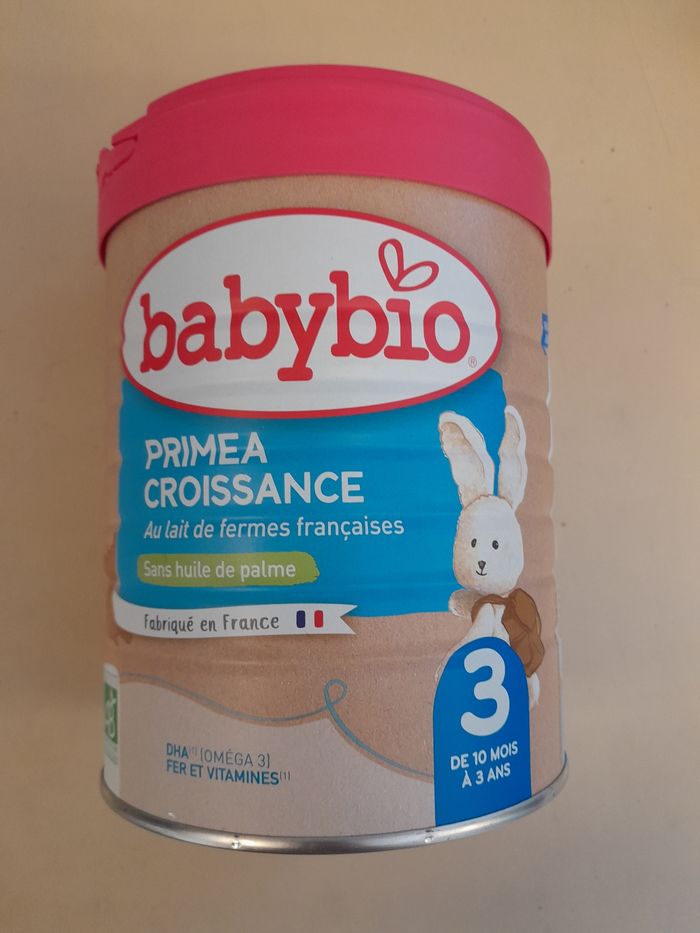 babybio®
PRIMEA
CROISSANCE
Au lait de fermes françaises
Sans huile de palme
Fabriqué en France
3
DE 10 MOIS
À 3 ANS
DHA(1) (OMÉGA 3)
FER ET VITAMINES(1)